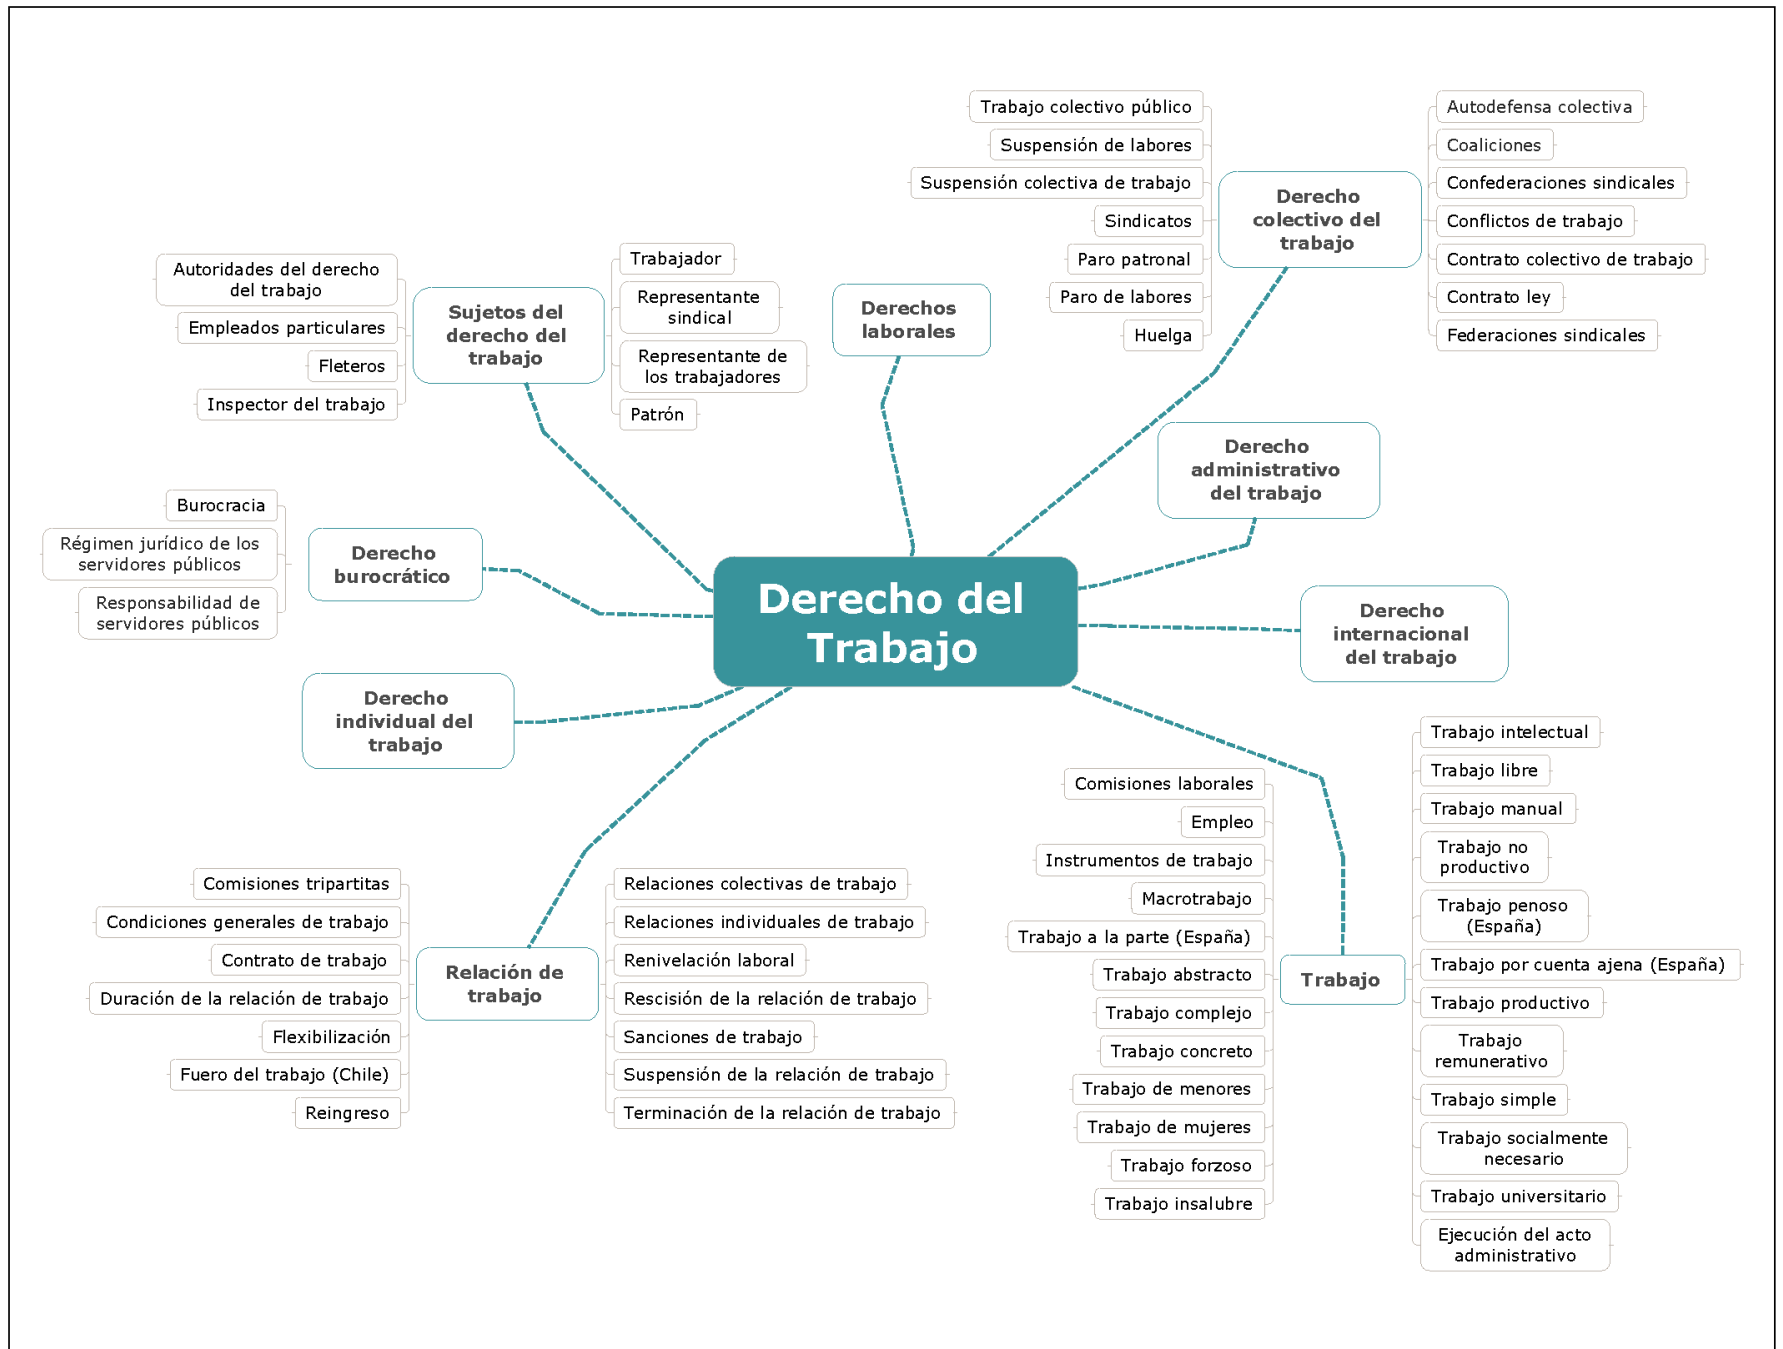 Derecho del
Trabajo
Sujetos del
derecho del
trabajo
Autoridades del derecho
del trabajo
Empleados particulares
Fleteros
Inspector del trabajo
Trabajador
Representante
sindical
Representante de
los trabajadores
Patrón
Derechos
laborales
Derecho
colectivo del
trabajo
Trabajo colectivo público
Suspensión de labores
Suspensión colectiva de trabajo
Sindicatos
Paro patronal
Paro de labores
Huelga
Autodefensa colectiva
Coaliciones
Confederaciones sindicales
Conflictos de trabajo
Contrato colectivo de trabajo
Contrato ley
Federaciones sindicales
Derecho
administrativo
del trabajo
Derecho
internacional
del trabajo
Derecho
burocrático
Burocracia
Régimen jurídico de los
servidores públicos
Responsabilidad de
servidores públicos
Derecho
individual del
trabajo
Relación de
trabajo
Comisiones tripartitas
Condiciones generales de trabajo
Contrato de trabajo
Duración de la relación de trabajo
Flexibilización
Fuero del trabajo (Chile)
Reingreso
Relaciones colectivas de trabajo
Relaciones individuales de trabajo
Renivelación laboral
Rescisión de la relación de trabajo
Sanciones de trabajo
Suspensión de la relación de trabajo
Terminación de la relación de trabajo
Trabajo
Comisiones laborales
Empleo
Instrumentos de trabajo
Macrotrabajo
Trabajo a la parte (España)
Trabajo abstracto
Trabajo complejo
Trabajo concreto
Trabajo de menores
Trabajo de mujeres
Trabajo forzoso
Trabajo insalubre
Trabajo intelectual
Trabajo libre
Trabajo manual
Trabajo no
productivo
Trabajo penoso
(España)
Trabajo por cuenta ajena (España)
Trabajo productivo
Trabajo
remunerativo
Trabajo simple
Trabajo socialmente
necesario
Trabajo universitario
Ejecución del acto
administrativo